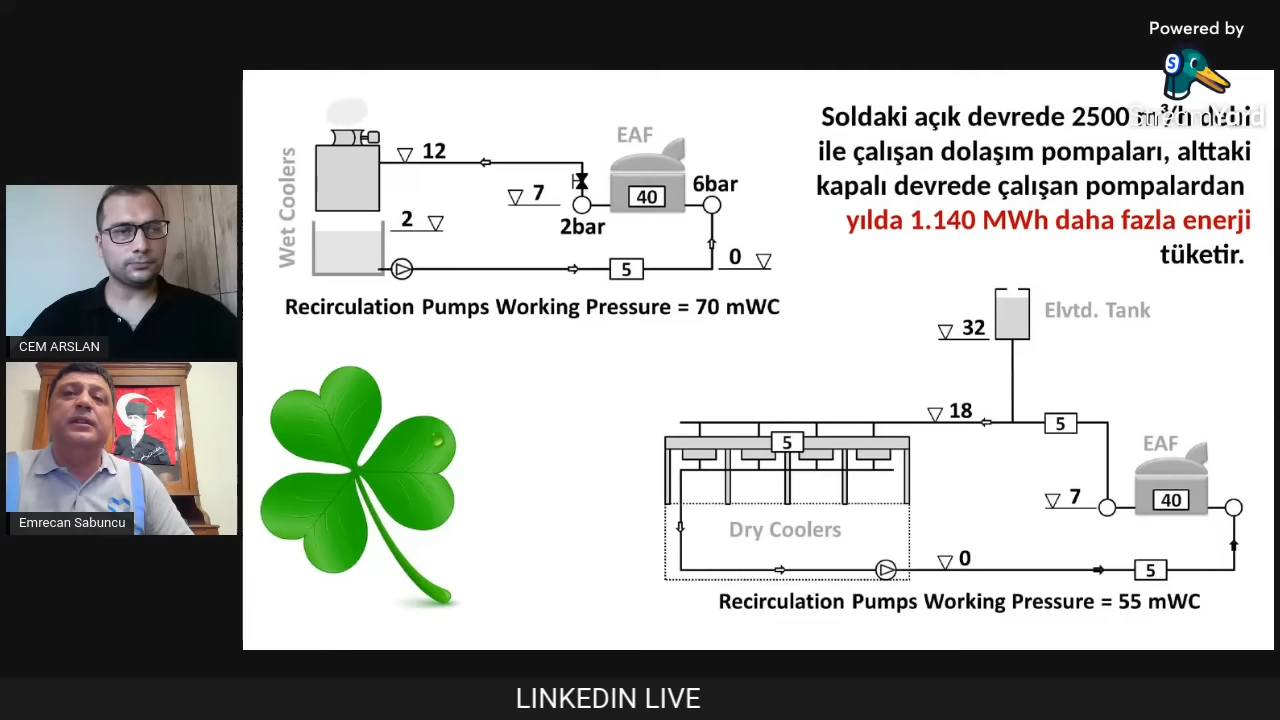 Powered by
StreamYard
Soldaki açık devrede 2500 m³/h debi
ile çalışan dolaşım pompaları, alttaki
kapalı devrede çalışan pompalardan
yılda 1.140 MWh daha fazla enerji
tüketir.
Wet Coolers
12
7
2
EAF
40
6bar
2bar
5
0
Recirculation Pumps Working Pressure = 70 mWC
32
Elvtd. Tank
18
5
5
EAF
7
40
Dry Coolers
0
5
Recirculation Pumps Working Pressure = 55 mWC
CEM ARSLAN
Emrecan Sabuncu
LINKEDIN LIVE